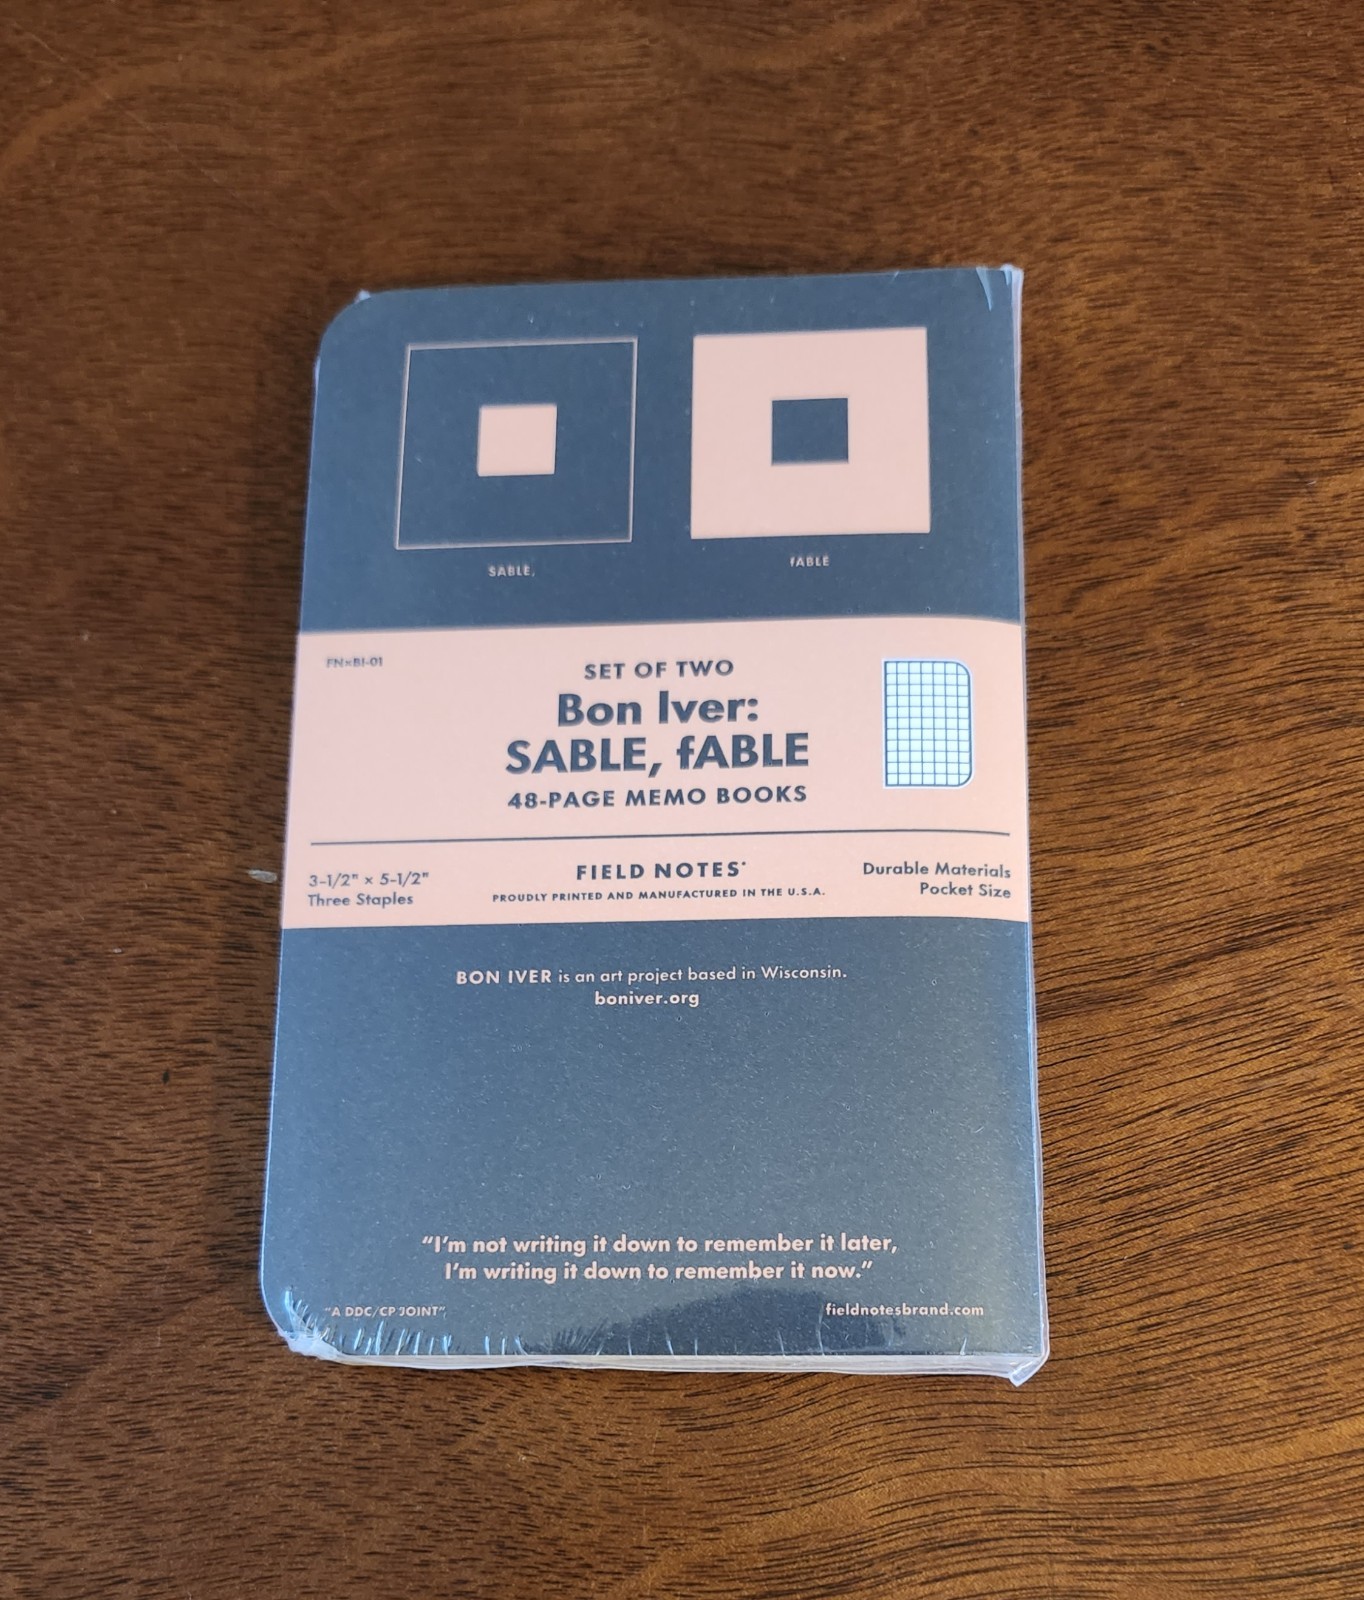 SABLE,
fABLE
FN×BI-01
SET OF TWO
Bon Iver:
SABLE, fABLE
48-PAGE MEMO BOOKS
3-1/2" × 5-1/2"
Three Staples
FIELD NOTES
PROUDLY PRINTED AND MANUFACTURED IN THE U.S.A.
Durable Materials
Pocket Size
BON IVER is an art project based in Wisconsin.
boniver.org
“I’m not writing it down to remember it later,
I’m writing it down to remember it now.”
“A DDC/CP JOINT”
fieldnotesbrand.com